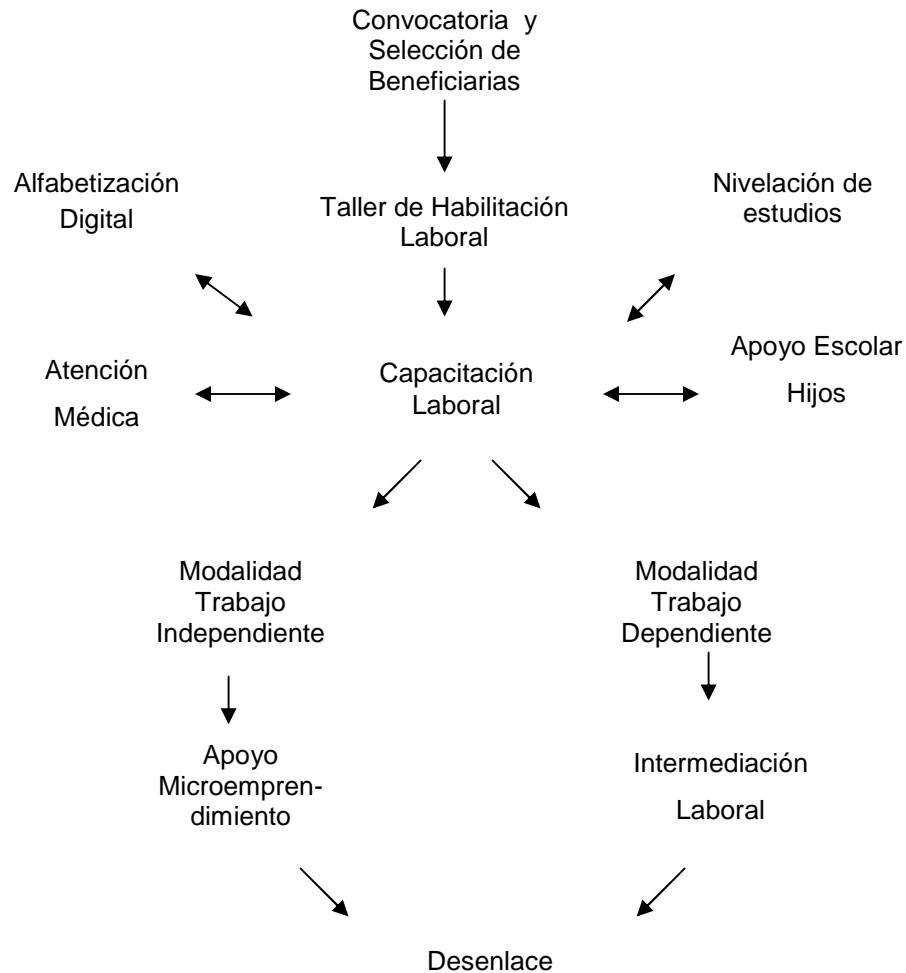 Convocatoria y
Selección de
Beneficiarias
Alfabetización
Digital
Taller de Habilitación
Laboral
Nivelación de
estudios
Atención
Médica
Capacitación
Laboral
Apoyo Escolar
Hijos
Modalidad
Trabajo
Independiente
Modalidad
Trabajo
Dependiente
Apoyo
Microempren-
dimiento
Intermediación
Laboral
Desenlace